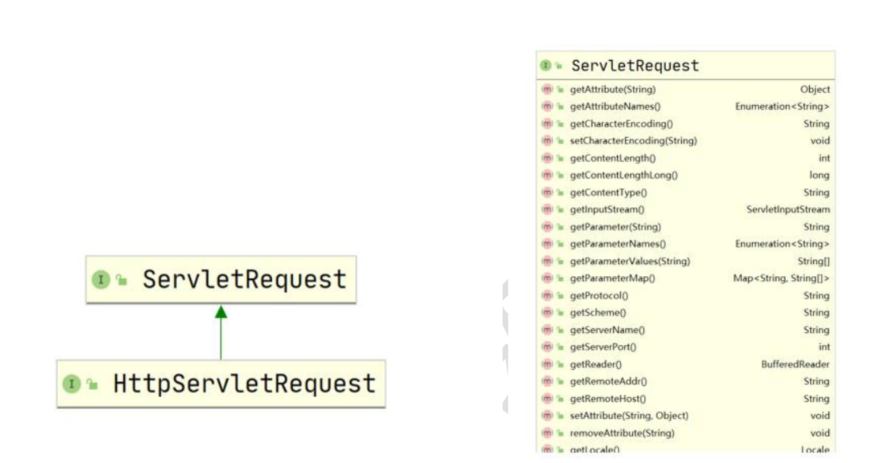 ServletRequest
HttpServletRequest
ServletRequest
getAttribute(String) Object
getAttributeNames() Enumeration<String>
getCharacterEncoding() String
setCharacterEncoding(String) void
getContentLength() int
getContentLengthLong() long
getContentType() String
getInputStream() ServletInputStream
getParameter(String) String
getParameterNames() Enumeration<String>
getParameterValues(String) String[]
getParameterMap() Map<String, String[]>
getProtocol() String
getScheme() String
getServerName() String
getServerPort() int
getReader() BufferedReader
getRemoteAddr() String
getRemoteHost() String
setAttribute(String, Object) void
removeAttribute(String) void
getLocale() Locale